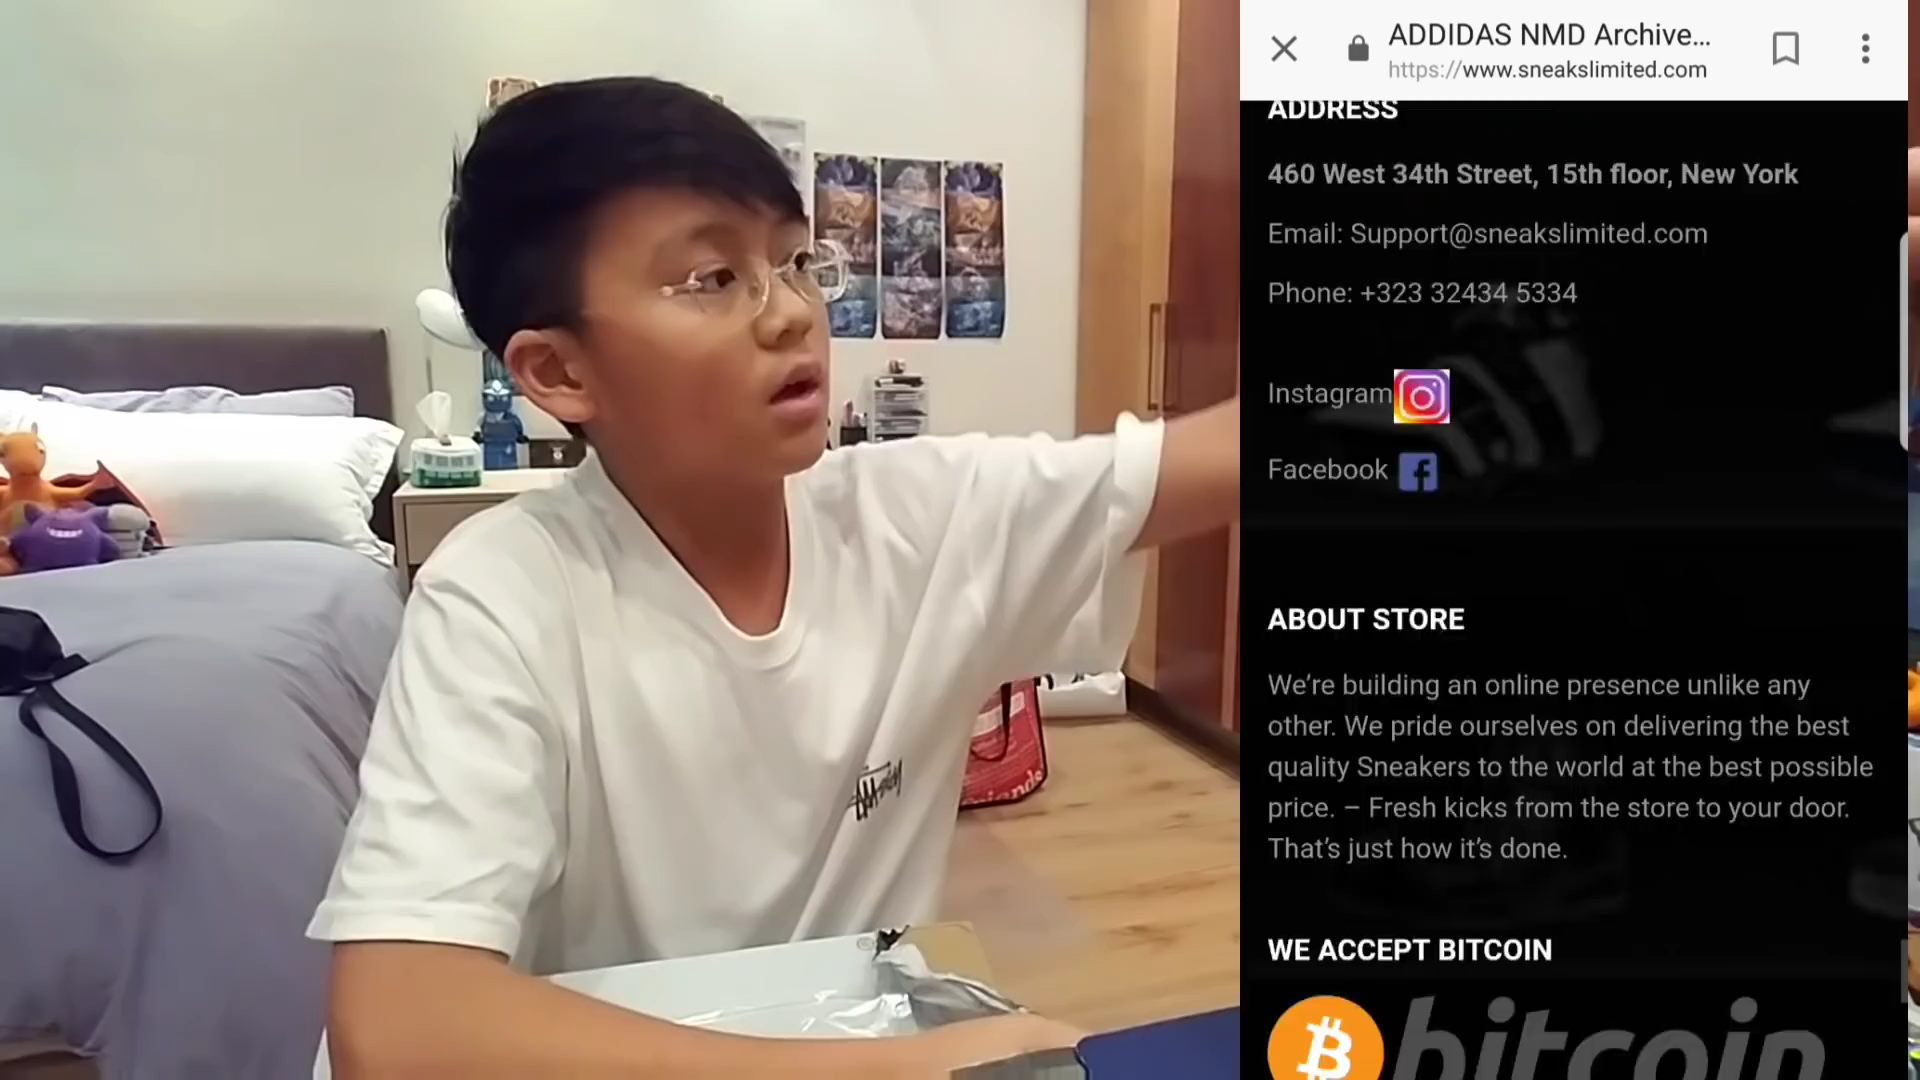 ADDIDAS NMD Archive...
https://www.sneakslimited.com
ADDRESS
460 West 34th Street, 15th floor, New York
Email: Support@sneakslimited.com
Phone: +323 32434 5334
Instagram
Facebook
ABOUT STORE
We're building an online presence unlike any
other. We pride ourselves on delivering the best
quality Sneakers to the world at the best possible
price. – Fresh kicks from the store to your door.
That's just how it's done.
WE ACCEPT BITCOIN
bitcoin